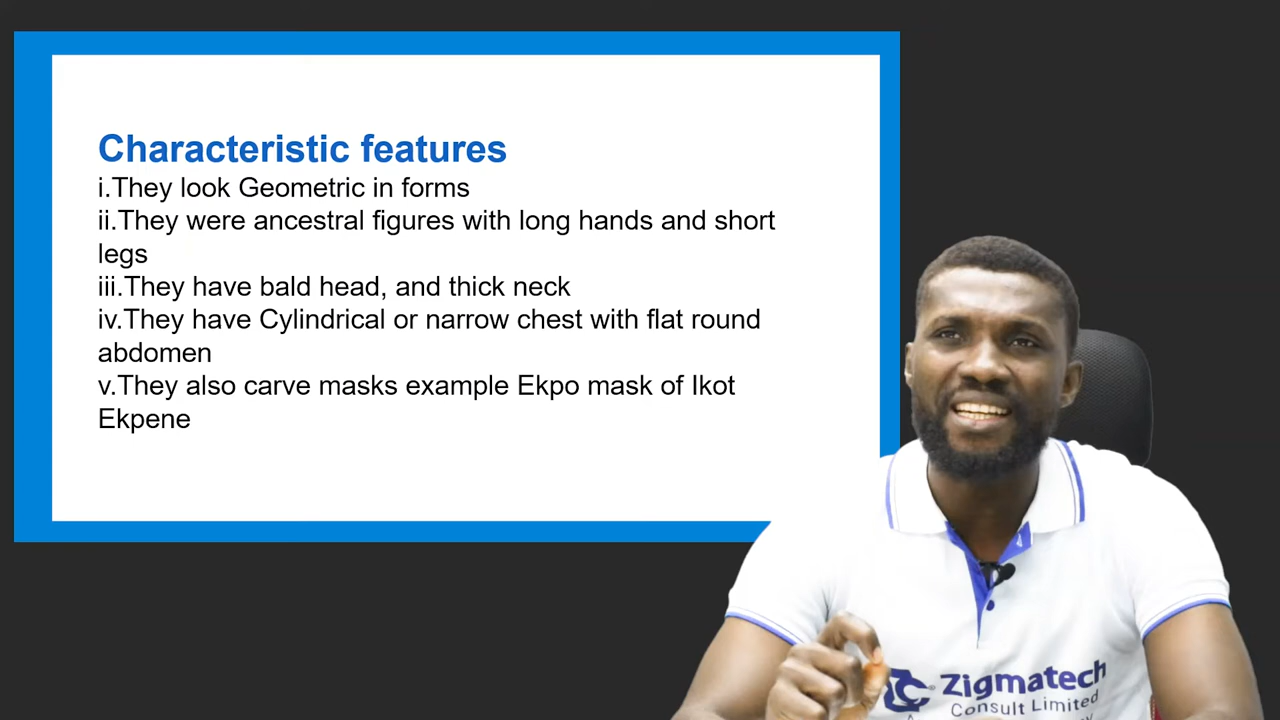 Characteristic features
i.They look Geometric in forms
ii.They were ancestral figures with long hands and short
legs
iii.They have bald head, and thick neck
iv.They have Cylindrical or narrow chest with flat round
abdomen
v.They also carve masks example Ekpo mask of Ikot
Ekpene
Zigmatech
Consult Limited